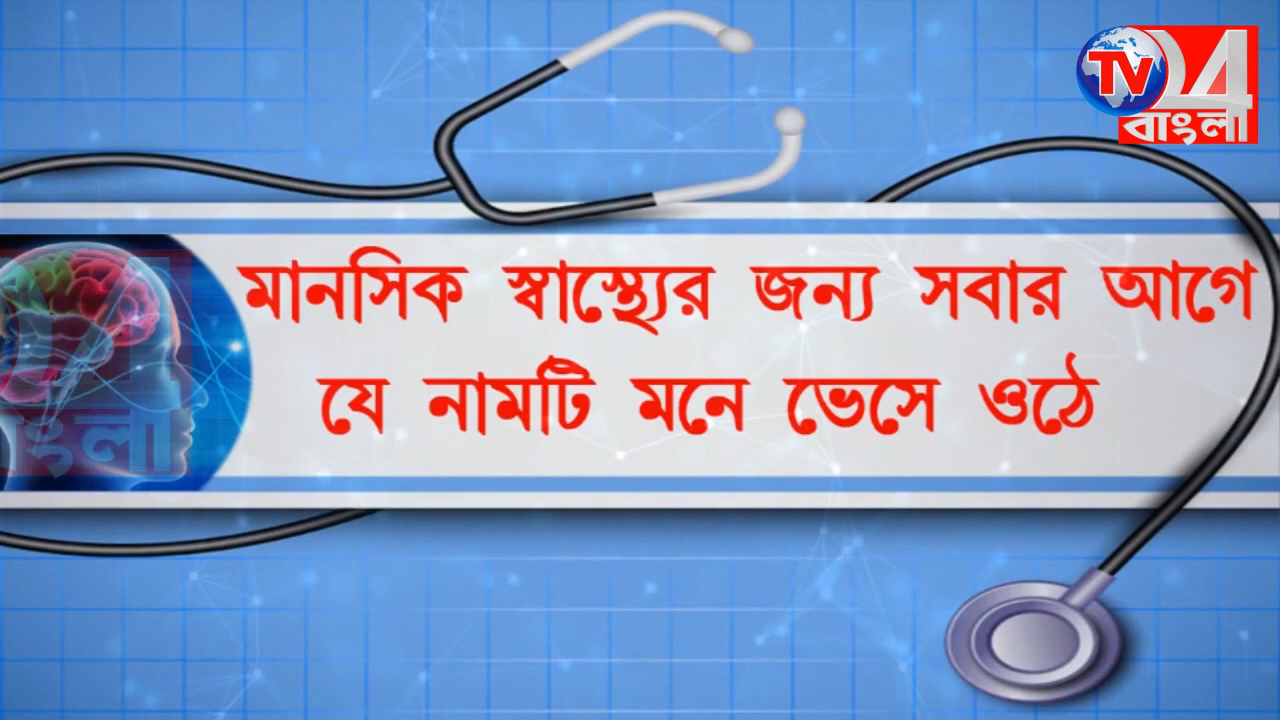 TV 24
বাংলা
মানসিক স্বাস্থ্যের জন্য সবার আগে
যে নামটি মনে ভেসে ওঠে
বাংলা